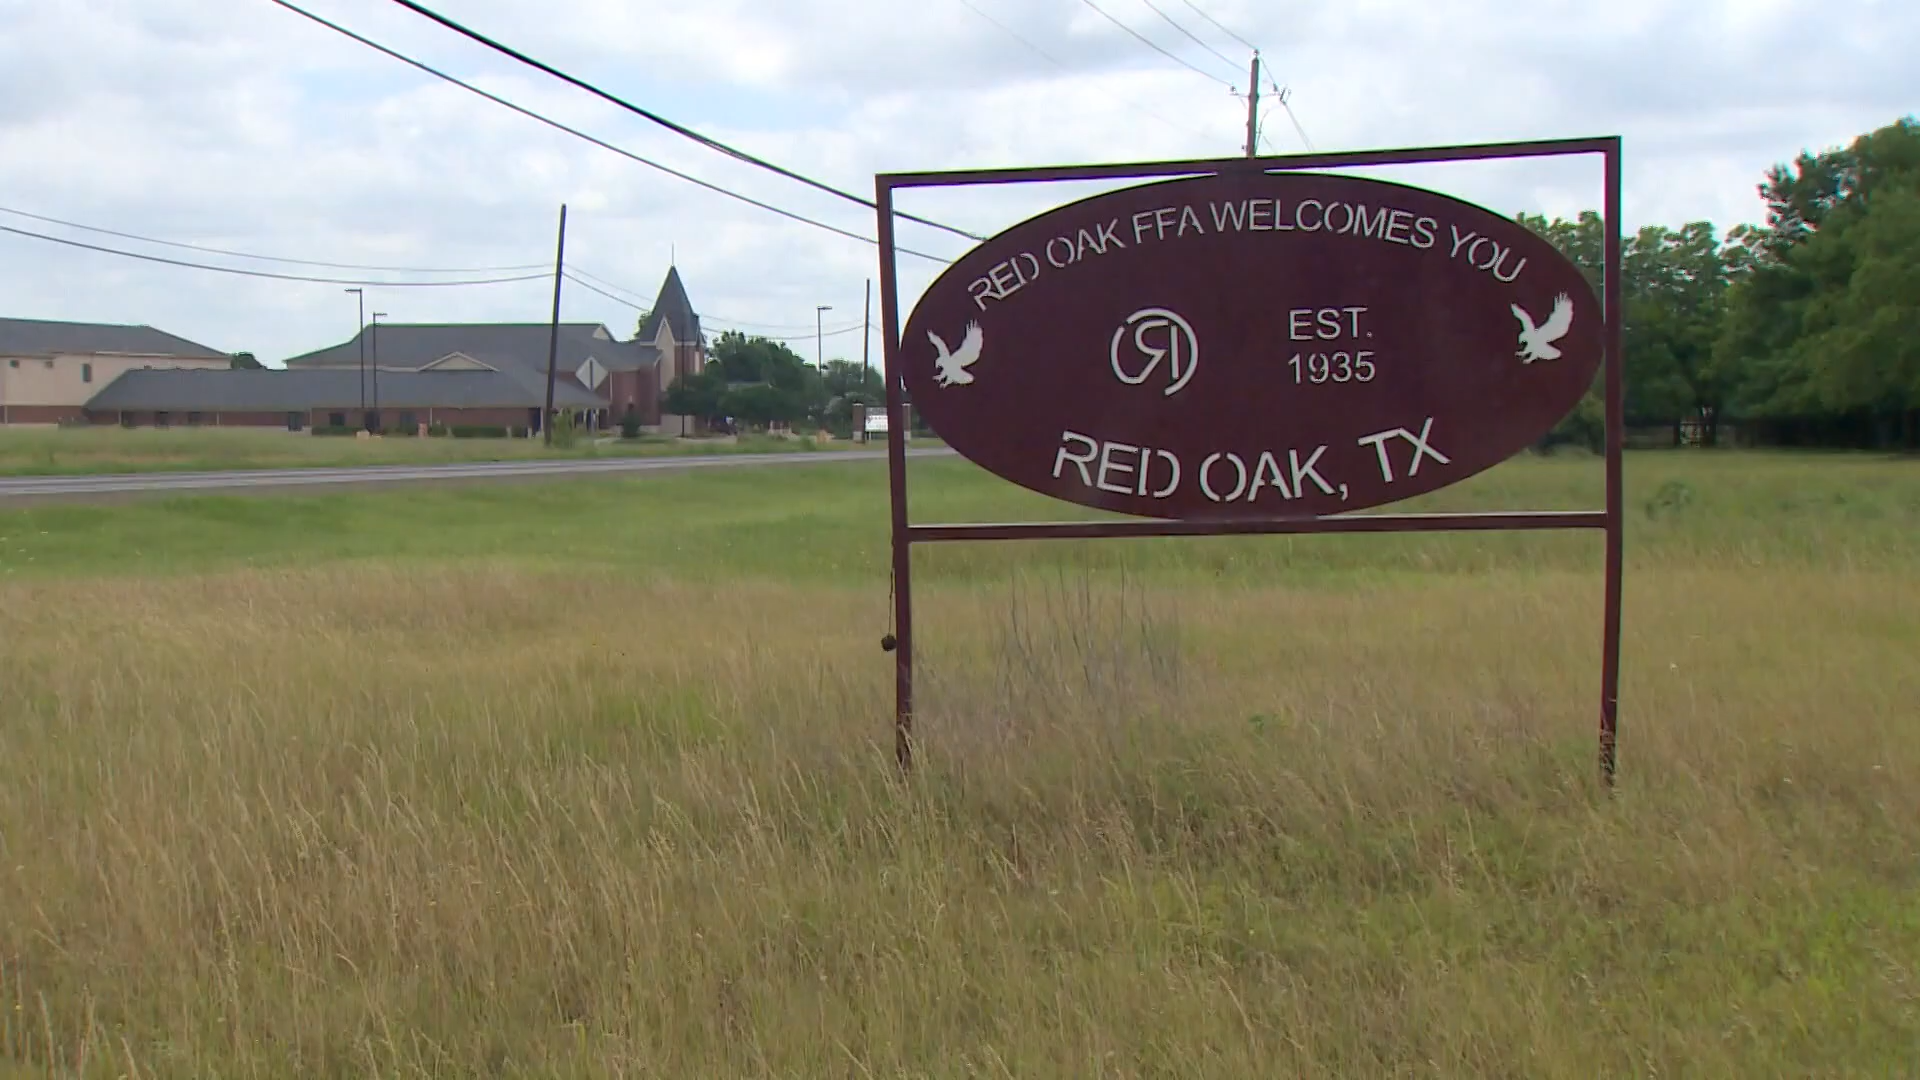 RED OAK FFA WELCOMES YOU
EST.
1935
RED OAK, TX